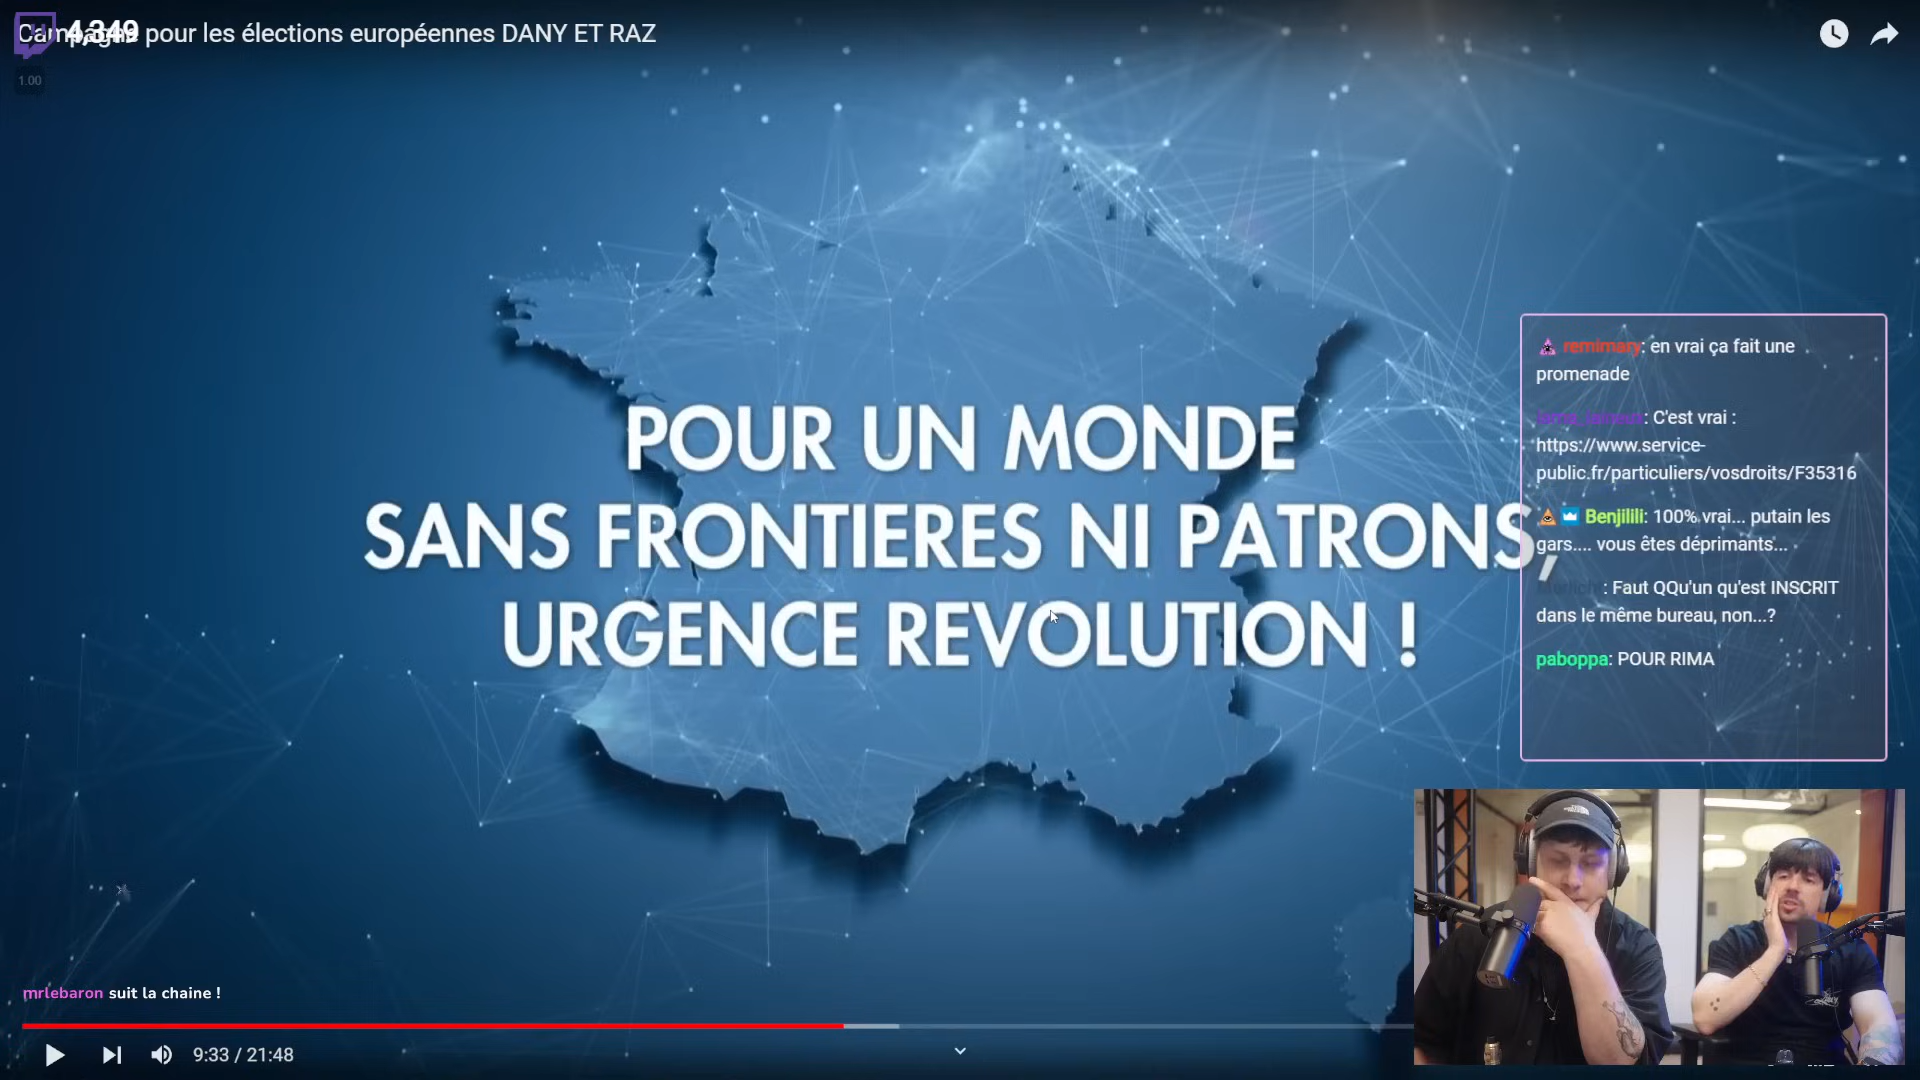 Campagne pour les élections européennes DANY ET RAZ
4,349
1.00
POUR UN MONDE
SANS FRONTIERES NI PATRONS,
URGENCE REVOLUTION !
remimary: en vrai ça fait une
promenade
: C'est vrai :
https://www.service-
public.fr/particuliers/vosdroits/F35316
Benjilili: 100% vrai... putain les
gars.... vous êtes déprimants...
: Faut QQu'un qu'est INSCRIT
dans le même bureau, non...?
paboppa: POUR RIMA
mrlebaron suit la chaine !
9:33 / 21:48